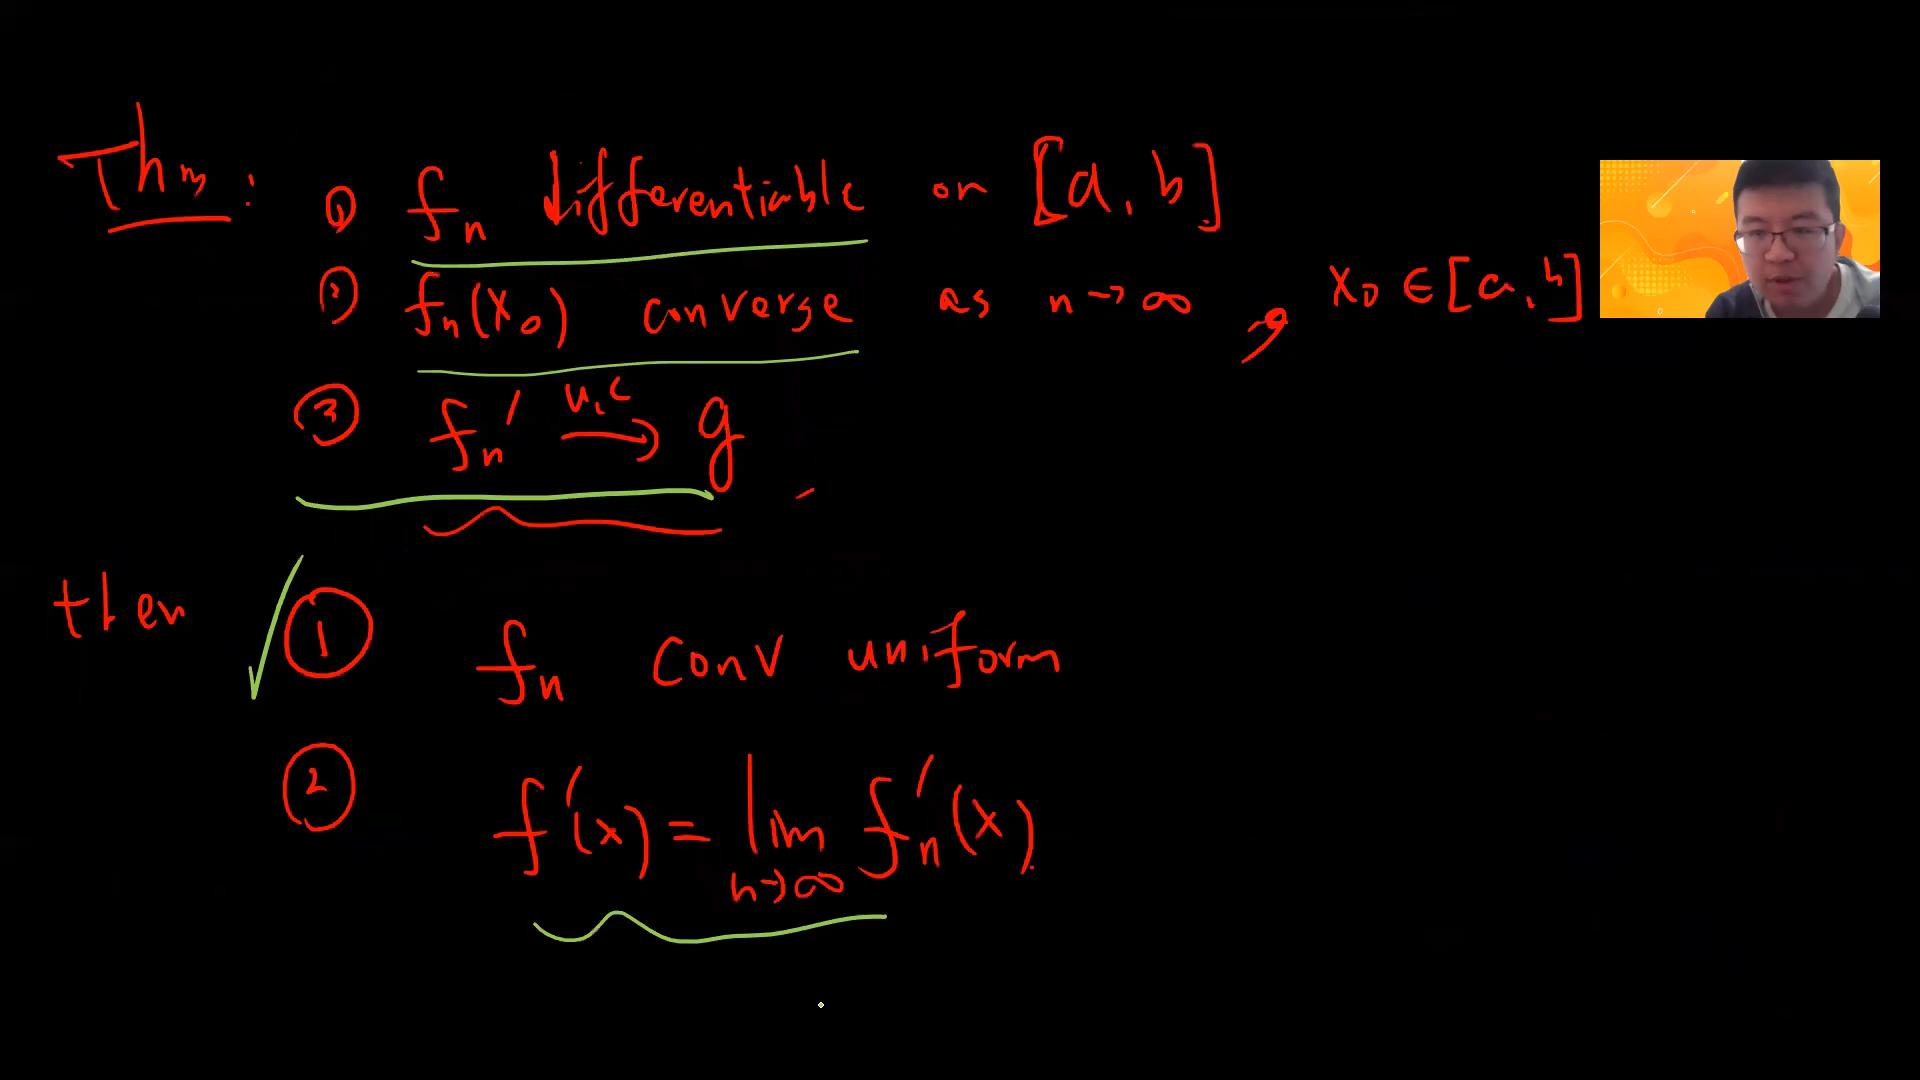 Thm: ① fn differentiable on [a, b]
② fn(x0) converge as n → ∞, x0 ∈ [a, b]
③ fn' u.c → g
then ① fn conv uniform
② f'(x) = lim n→∞ fn'(x).